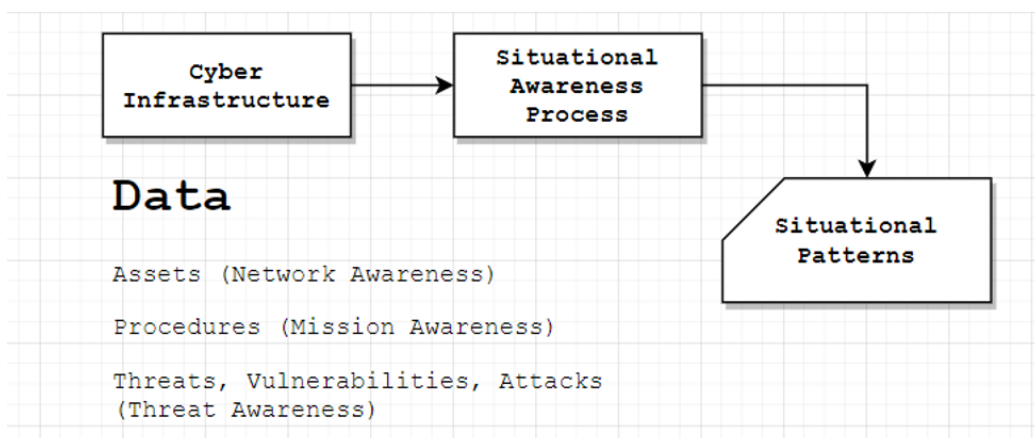 Cyber
Infrastructure
Situational
Awareness
Process
Situational
Patterns
Data
Assets (Network Awareness)
Procedures (Mission Awareness)
Threats, Vulnerabilities, Attacks
(Threat Awareness)